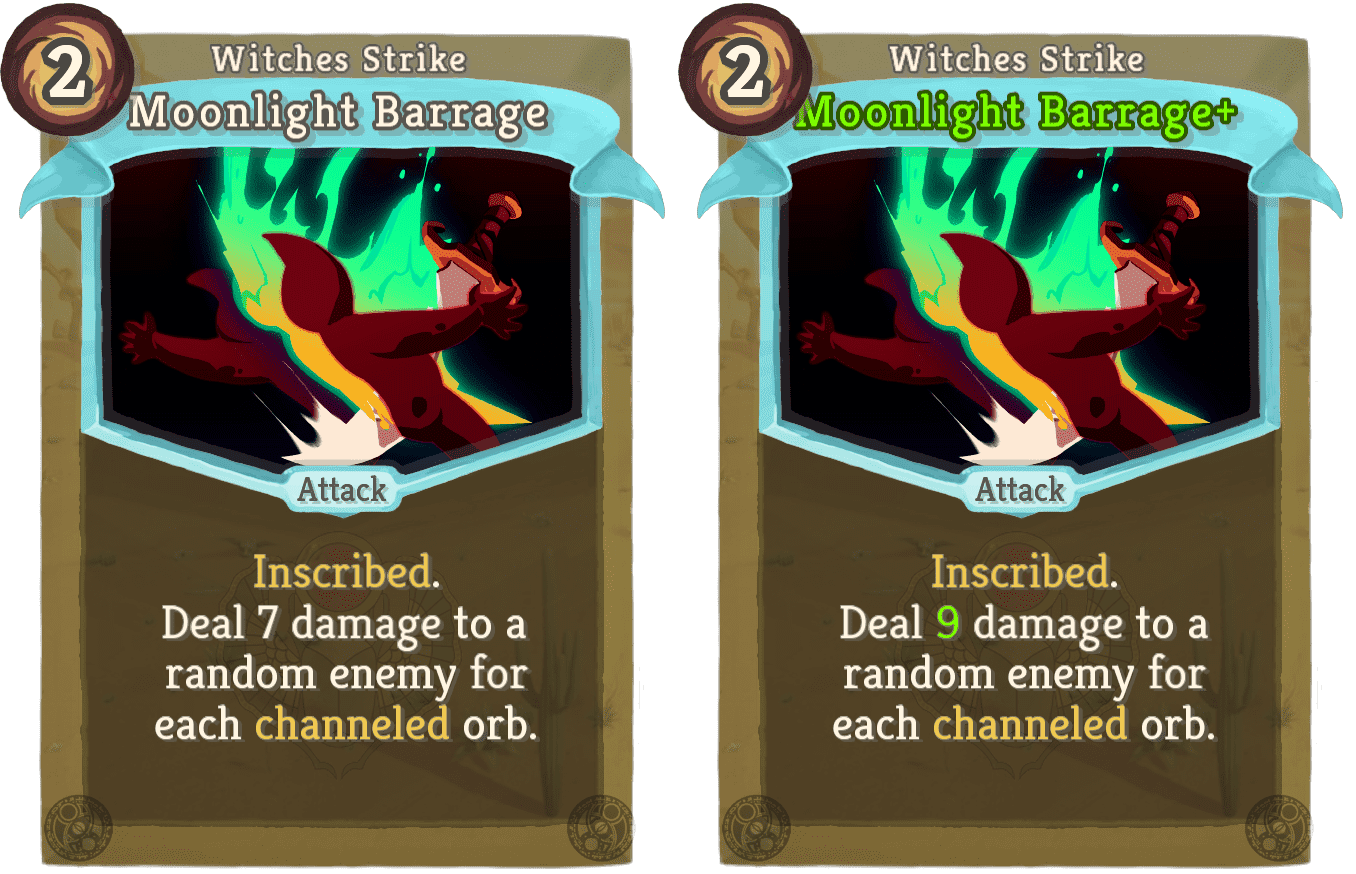 2
Witches Strike
Moonlight Barrage
Attack
Inscribed.
Deal 7 damage to a
random enemy for
each channeled orb.
2
Witches Strike
Moonlight Barrage+
Attack
Inscribed.
Deal 9 damage to a
random enemy for
each channeled orb.